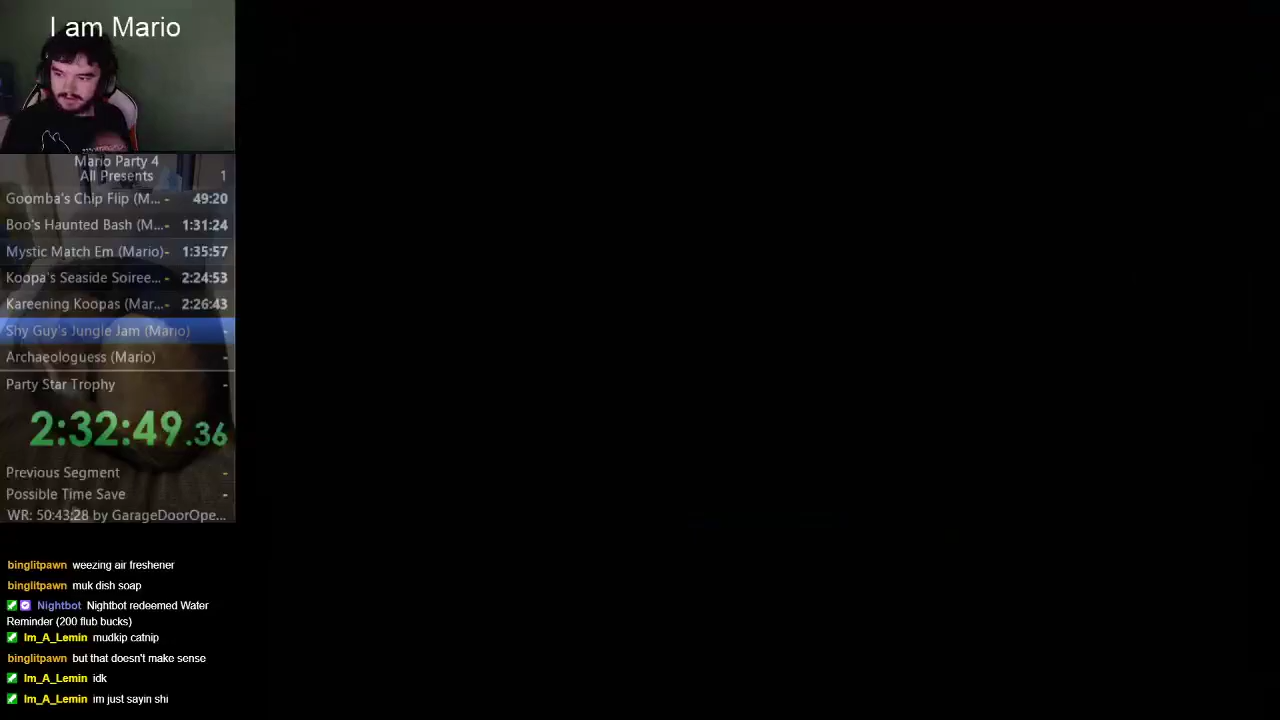 I am Mario
Mario Party 4
All Presents 1
Goomba's Chip Flip (M... - 49:20
Boo's Haunted Bash (M... - 1:31:24
Mystic Match Em (Mario) - 1:35:57
Koopa's Seaside Soiree... - 2:24:53
Kareening Koopas (Mar... - 2:26:43
Shy Guy's Jungle Jam (Mario) -
Archaeologuess (Mario) -
Party Star Trophy -
2:32:49.36
Previous Segment -
Possible Time Save -
WR: 50:43:28 by GarageDoorOpe...
binglitpawn weezing air freshener
binglitpawn muk dish soap
Nightbot Nightbot redeemed Water
Reminder (200 flub bucks)
Im_A_Lemin mudkip catnip
binglitpawn but that doesn't make sense
Im_A_Lemin idk
Im_A_Lemin im just sayin shi